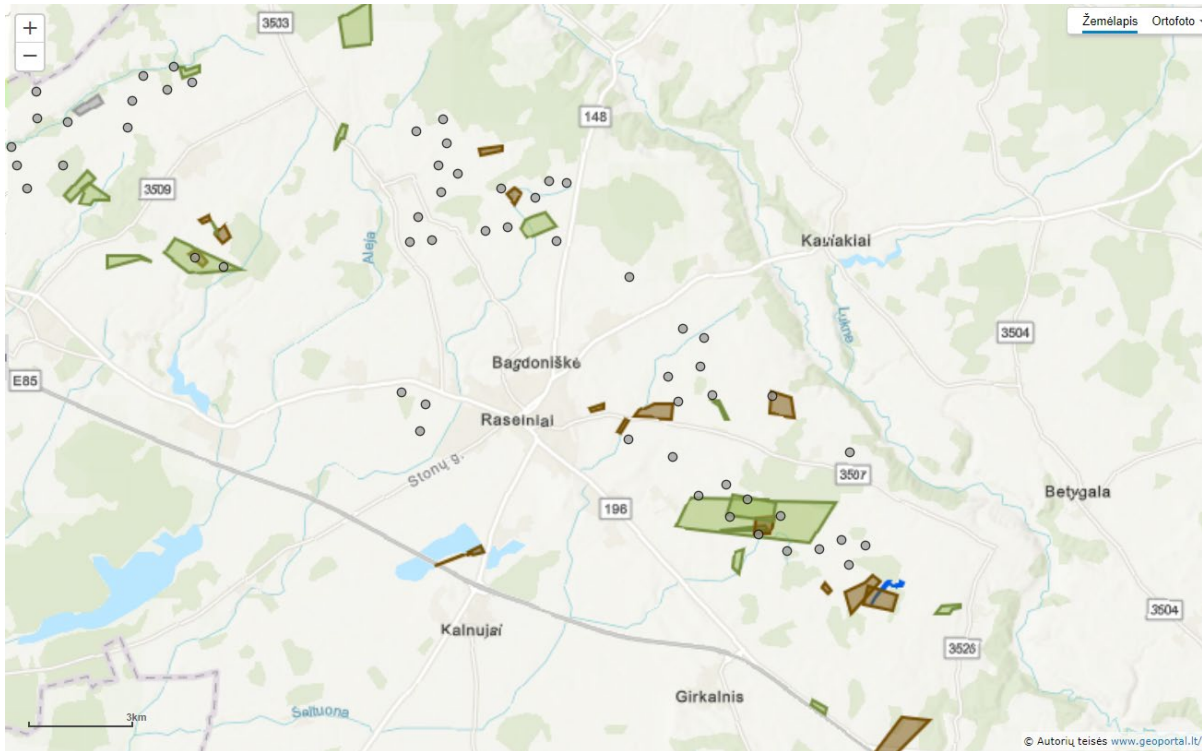 +
−
Žemėlapis Ortofoto
3503
148
3509
Aleja
Kaulakiai
Luknė
3504
Bagdoniškė
E85
Raseiniai
Stonų g.
3507
Betygala
196
3504
Kalnujai
3526
Girkalnis
Šaltuona
3km
© Autorių teisės www.geoportal.lt/